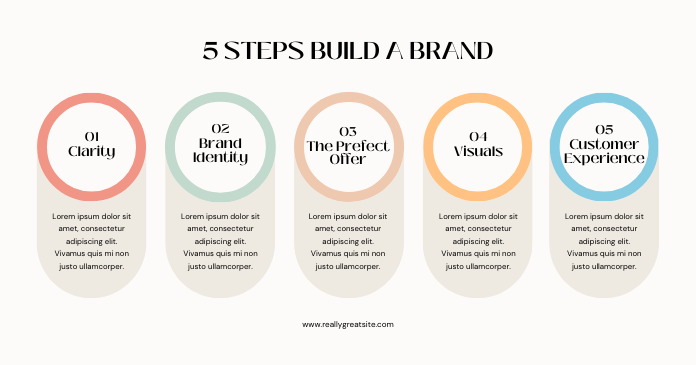 5 STEPS BUILD A BRAND
01
Clarity
Lorem ipsum dolor sit
amet, consectetur
adipiscing elit.
Vivamus quis mi non
justo ullamcorper.
02
Brand
Identity
Lorem ipsum dolor sit
amet, consectetur
adipiscing elit.
Vivamus quis mi non
justo ullamcorper.
03
The Prefect
Offer
Lorem ipsum dolor sit
amet, consectetur
adipiscing elit.
Vivamus quis mi non
justo ullamcorper.
04
Visuals
Lorem ipsum dolor sit
amet, consectetur
adipiscing elit.
Vivamus quis mi non
justo ullamcorper.
05
Customer
Experience
Lorem ipsum dolor sit
amet, consectetur
adipiscing elit.
Vivamus quis mi non
justo ullamcorper.
www.reallygreatsite.com